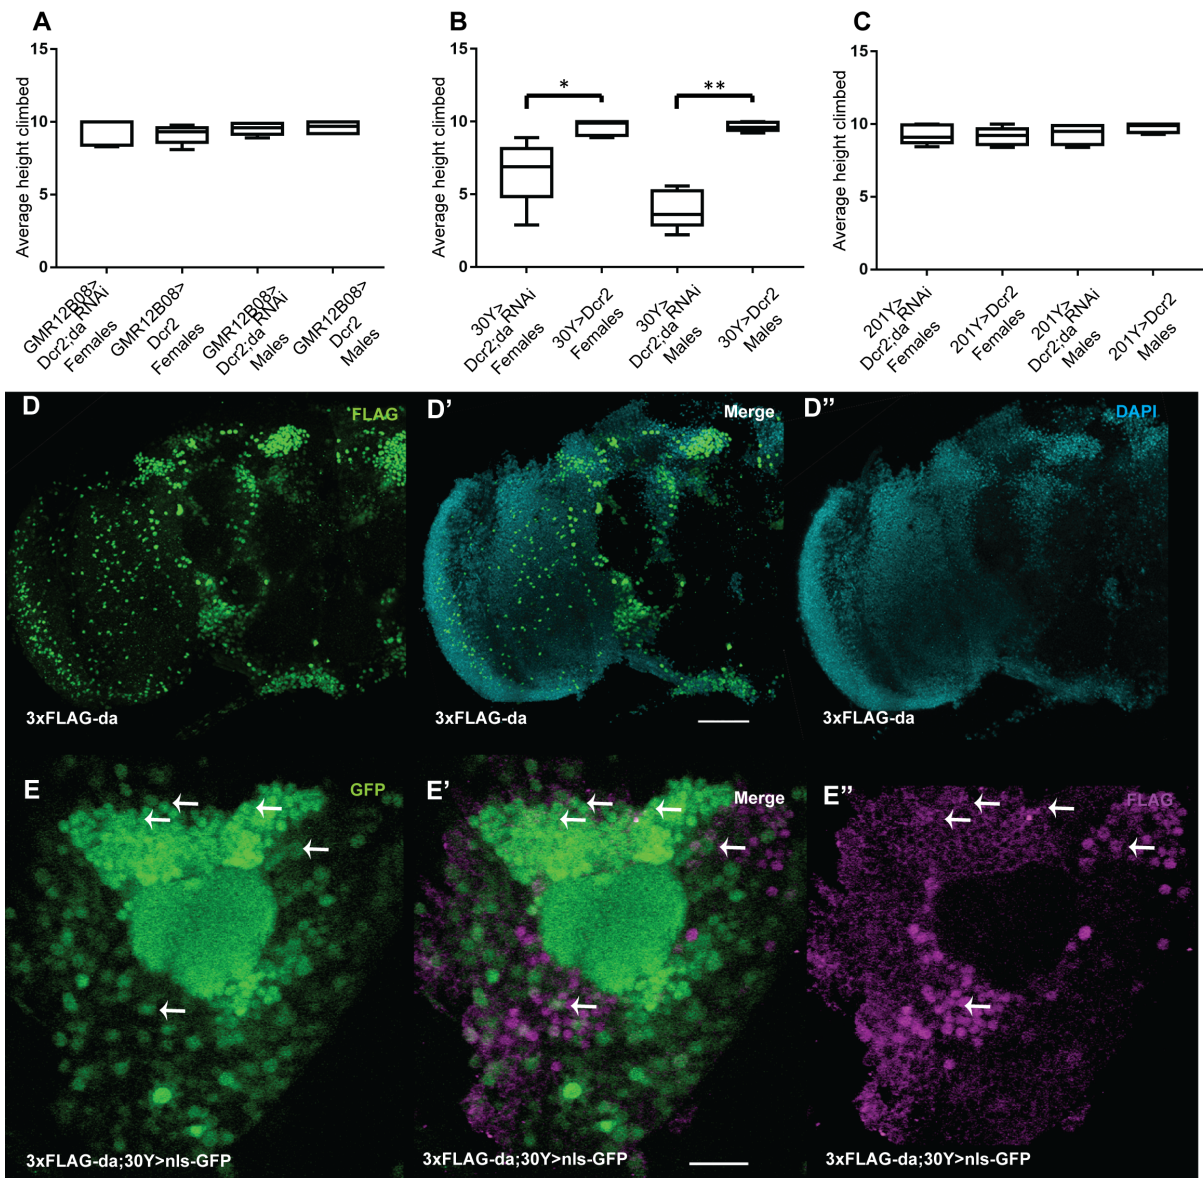 A
Average height climbed
15
10
5
0
GMR12B08>
Dcr2;da RNAi
Females
GMR12B08>
Dcr2
Females
GMR12B08>
Dcr2;da RNAi
Males
GMR12B08>
Dcr2
Males
B
Average height climbed
15
10
5
0
*
**
30Y>
Dcr2;da RNAi
Females
30Y>Dcr2
Females
30Y>
Dcr2;da RNAi
Males
30Y>Dcr2
Males
C
Average height climbed
15
10
5
0
201Y>
Dcr2;da RNAi
Females
201Y>Dcr2
Females
201Y>
Dcr2;da RNAi
Males
201Y>Dcr2
Males
D
FLAG
3xFLAG-da
D'
Merge
3xFLAG-da
D"
DAPI
3xFLAG-da
E
GFP
3xFLAG-da;30Y>nls-GFP
E'
Merge
3xFLAG-da;30Y>nls-GFP
E"
FLAG
3xFLAG-da;30Y>nls-GFP